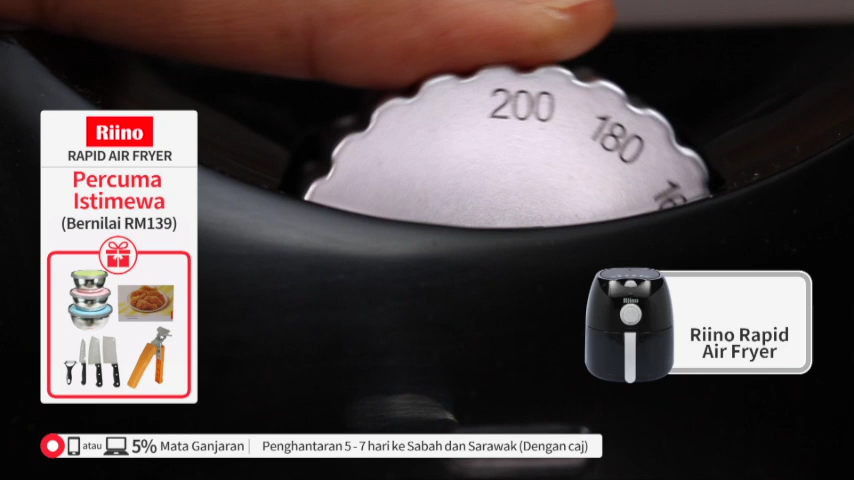 200
180
16
Riino
RAPID AIR FRYER
Percuma
Istimewa
(Bernilai RM139)
Riino
Riino Rapid
Air Fryer
atau 5% Mata Ganjaran | Penghantaran 5 - 7 hari ke Sabah dan Sarawak (Dengan caj)